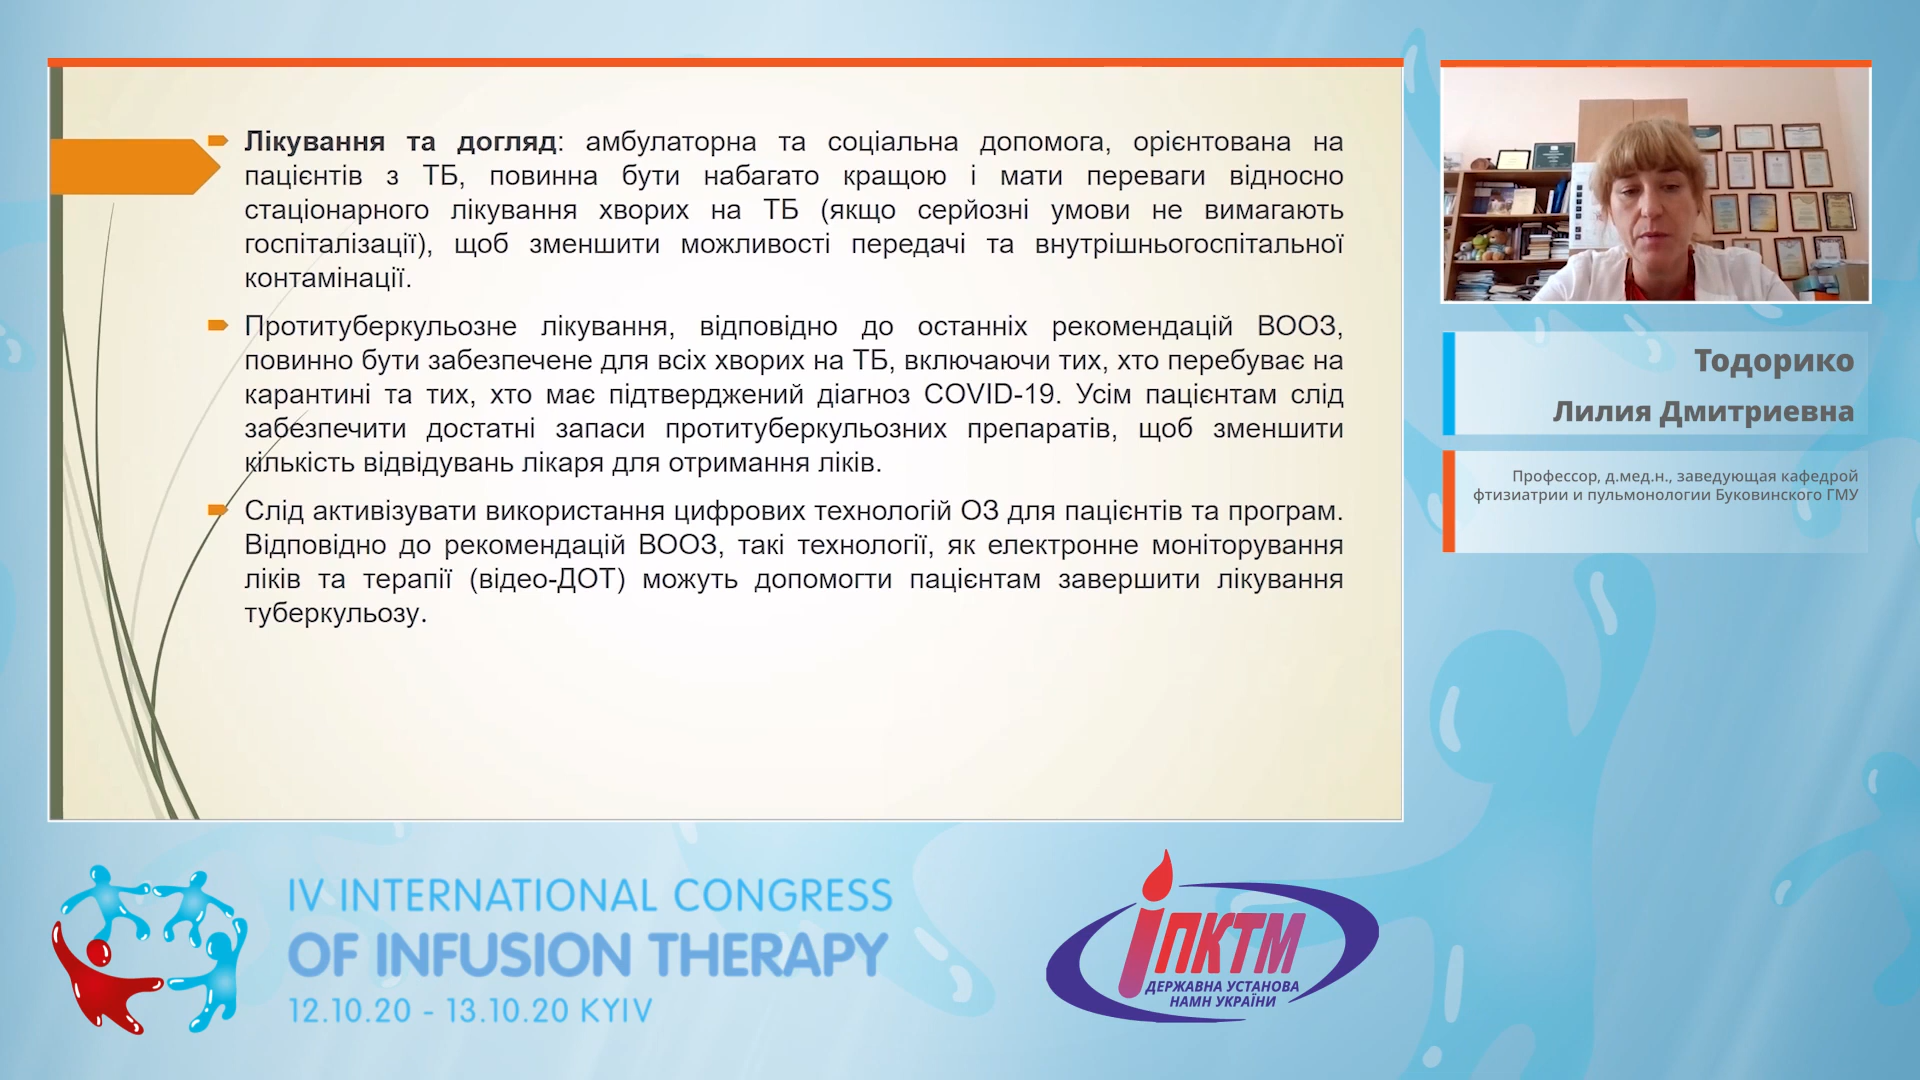 Лікування та догляд: амбулаторна та соціальна допомога, орієнтована на
пацієнтів з ТБ, повинна бути набагато кращою і мати переваги відносно
стаціонарного лікування хворих на ТБ (якщо серйозні умови не вимагають
госпіталізації), щоб зменшити можливості передачі та внутрішньогоспітальної
контамінації.
Протитуберкульозне лікування, відповідно до останніх рекомендацій ВООЗ,
повинно бути забезпечене для всіх хворих на ТБ, включаючи тих, хто перебуває на
карантині та тих, хто має підтверджений діагноз COVID-19. Усім пацієнтам слід
забезпечити достатні запаси протитуберкульозних препаратів, щоб зменшити
кількість відвідувань лікаря для отримання ліків.
Слід активізувати використання цифрових технологій ОЗ для пацієнтів та програм.
Відповідно до рекомендацій ВООЗ, такі технології, як електронне моніторування
ліків та терапії (відео-ДОТ) можуть допомогти пацієнтам завершити лікування
туберкульозу.
Тодорико
Лилия Дмитриевна
Профессор, д.мед.н., заведующая кафедрой
фтизиатрии и пульмонологии Буковинского ГМУ
IV INTERNATIONAL CONGRESS
OF INFUSION THERAPY
12.10.20 - 13.10.20 KYIV
ІПКТМ
ДЕРЖАВНА УСТАНОВА
НАМН УКРАЇНИ